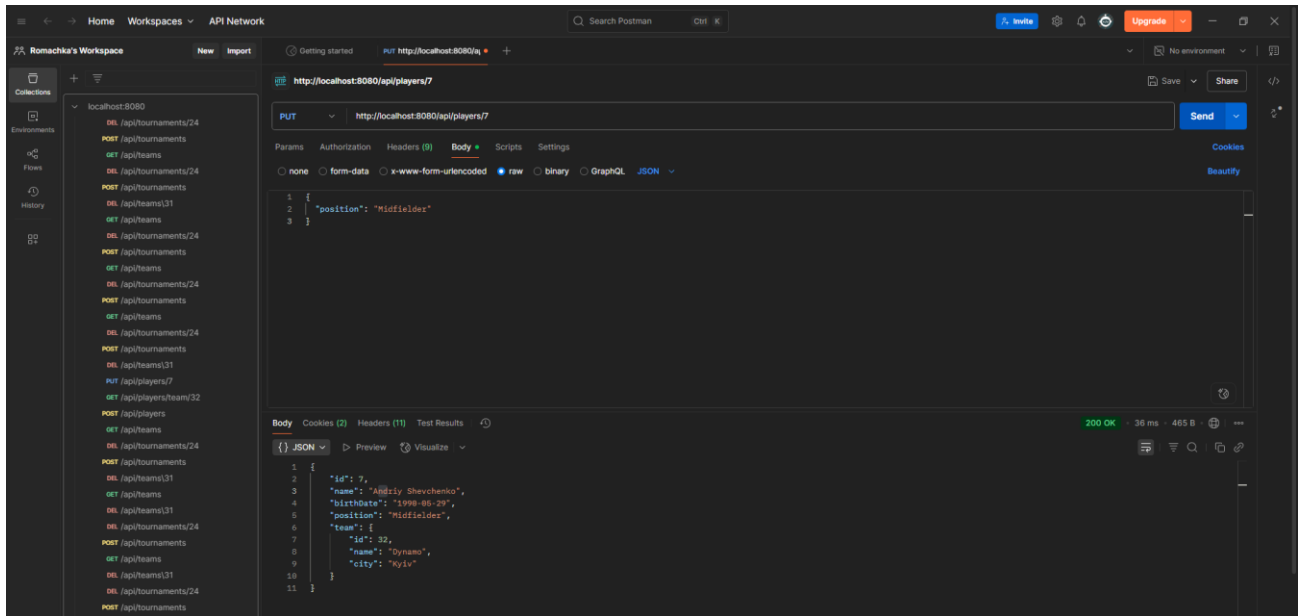 Home Workspaces API Network
Search Postman Ctrl K
Invite
Upgrade
Romachka's Workspace New Import
Getting started PUT http://localhost:8080/a
No environment
Collections
Environments
Flows
History
localhost:8080
DEL /api/tournaments/24
POST /api/tournaments
GET /api/teams
DEL /api/tournaments/24
POST /api/tournaments
DEL /api/teams\31
GET /api/teams
DEL /api/tournaments/24
POST /api/tournaments
GET /api/teams
DEL /api/tournaments/24
POST /api/tournaments
GET /api/teams
DEL /api/tournaments/24
POST /api/tournaments
DEL /api/teams\31
PUT /api/players/7
GET /api/players/team/32
POST /api/players
GET /api/teams
DEL /api/tournaments/24
POST /api/tournaments
DEL /api/teams\31
GET /api/teams
DEL /api/teams\31
DEL /api/tournaments/24
POST /api/tournaments
GET /api/teams
DEL /api/teams\31
DEL /api/tournaments/24
POST /api/tournaments
HTTP http://localhost:8080/api/players/7
Save Share
PUT http://localhost:8080/api/players/7
Send
Params Authorization Headers (9) Body Scripts Settings
Cookies
none form-data x-www-form-urlencoded raw binary GraphQL JSON
Beautify
1 {
2 "position": "Midfielder"
3 }
Body Cookies (2) Headers (11) Test Results
200 OK 36 ms 465 B
{} JSON Preview Visualize
1 {
2 "id": 7,
3 "name": "Andriy Shevchenko",
4 "birthDate": "1990-05-29",
5 "position": "Midfielder",
6 "team": {
7 "id": 32,
8 "name": "Dynamo",
9 "city": "Kyiv"
10 }
11 }